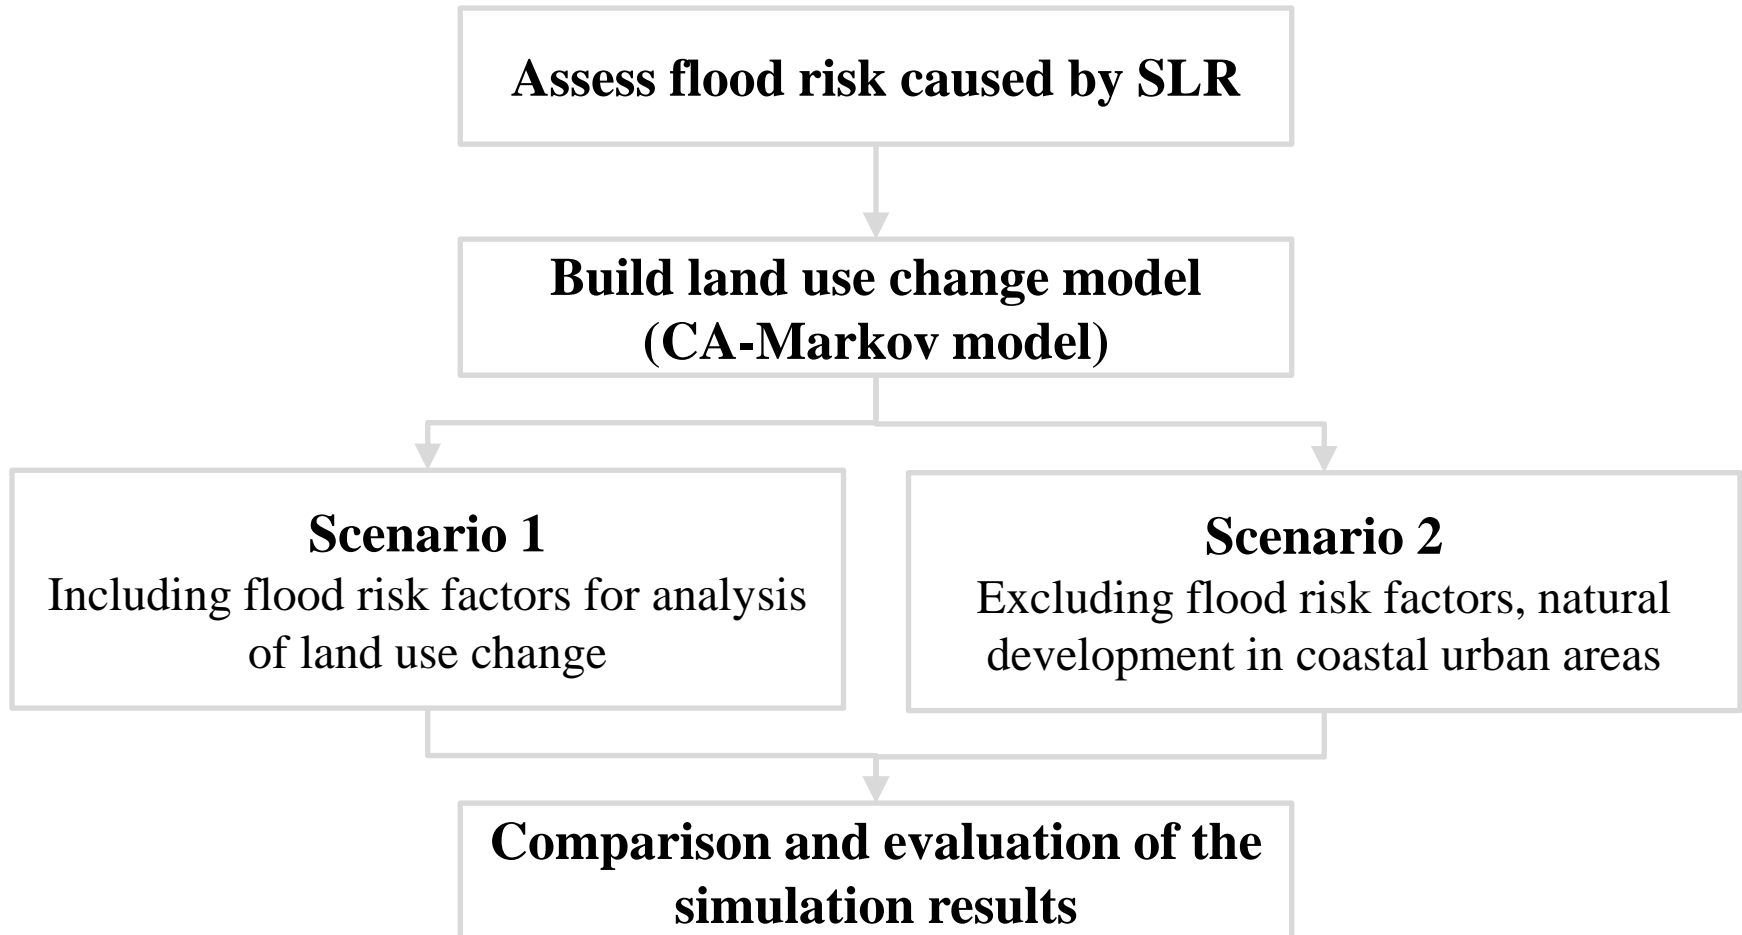 Assess flood risk caused by SLR
Build land use change model
(CA-Markov model)
Scenario 1
Including flood risk factors for analysis
of land use change
Scenario 2
Excluding flood risk factors, natural
development in coastal urban areas
Comparison and evaluation of the
simulation results